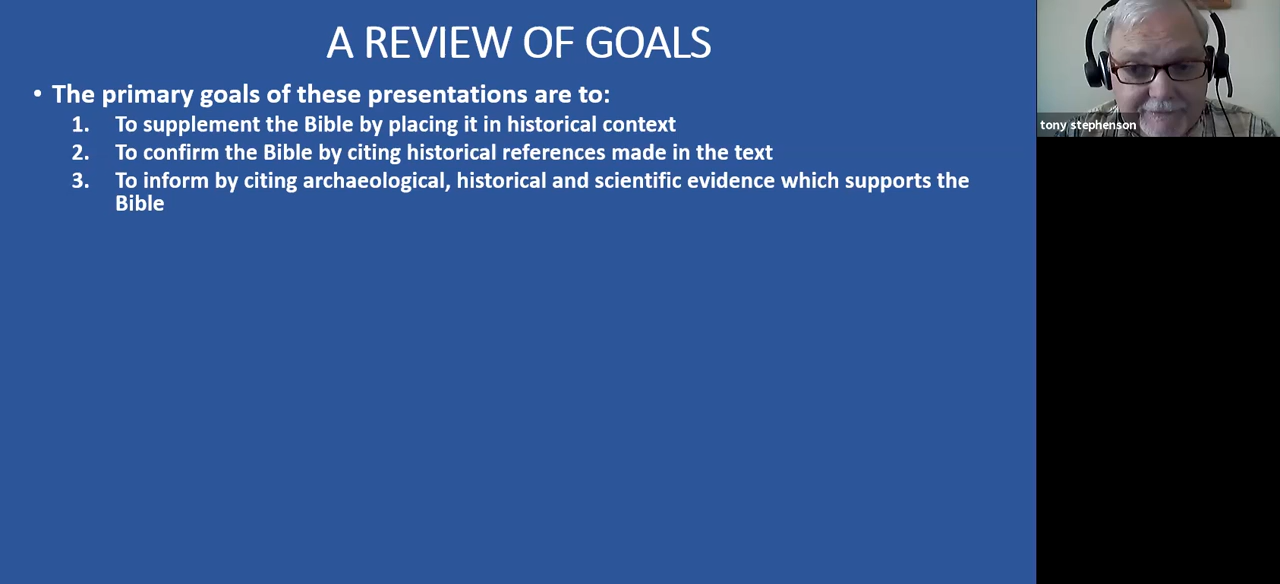 A REVIEW OF GOALS
• The primary goals of these presentations are to:
1. To supplement the Bible by placing it in historical context
2. To confirm the Bible by citing historical references made in the text
3. To inform by citing archaeological, historical and scientific evidence which supports the
Bible
tony stephenson